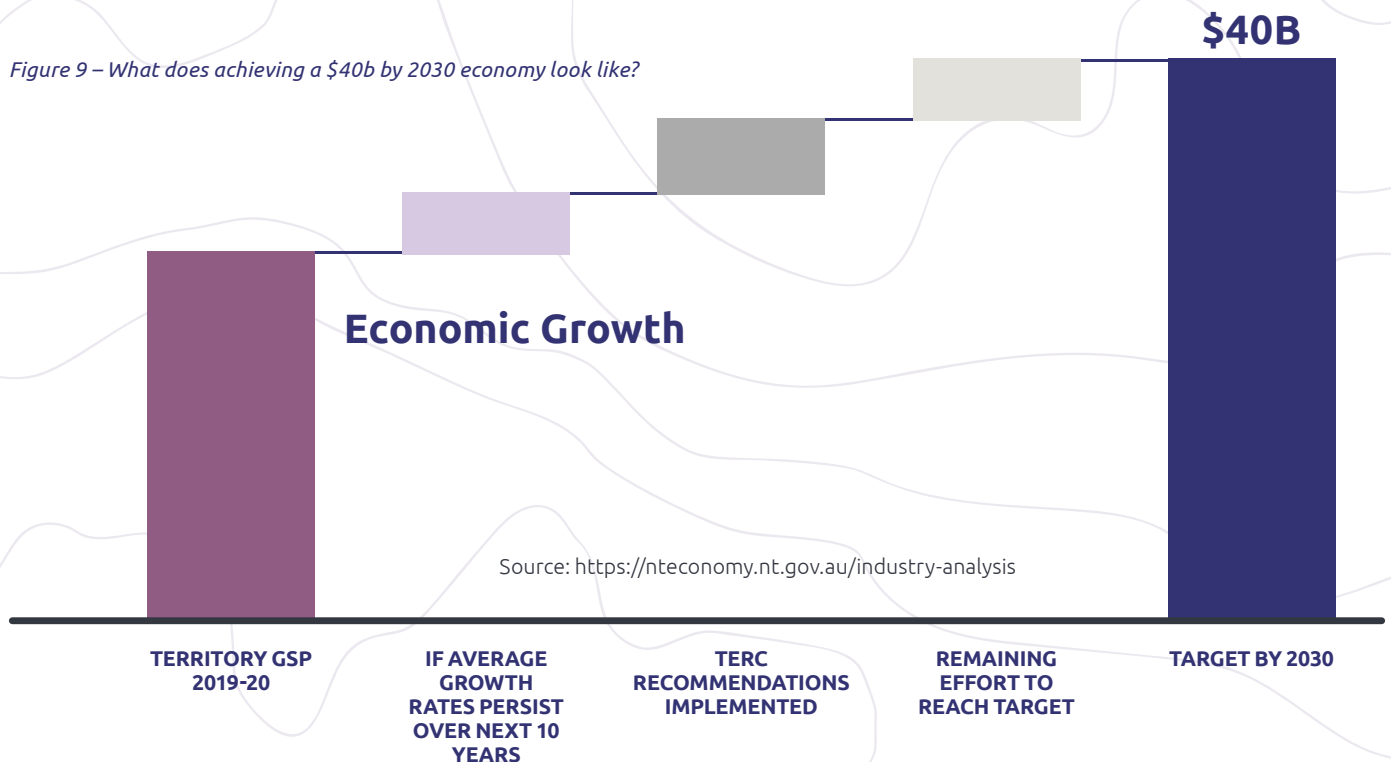 $40B
Figure 9 – What does achieving a $40b by 2030 economy look like?
Economic Growth
Source: https://nteconomy.nt.gov.au/industry-analysis
TERRITORY GSP
2019-20
IF AVERAGE
GROWTH
RATES PERSIST
OVER NEXT 10
YEARS
TERC
RECOMMENDATIONS
IMPLEMENTED
REMAINING
EFFORT TO
REACH TARGET
TARGET BY 2030